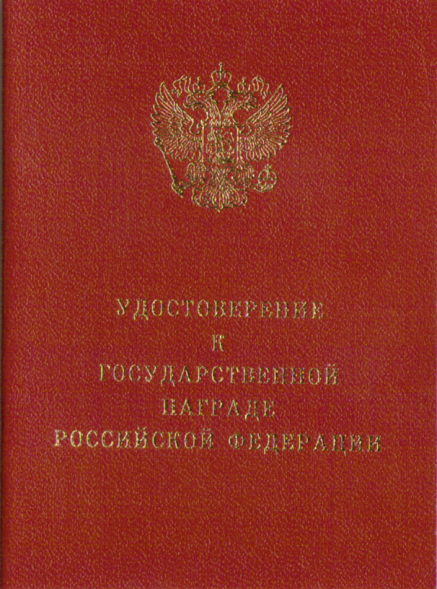 УДОСТОВЕРЕНИЕ
К
ГОСУДАРСТВЕННОЙ
НАГРАДЕ
РОССИЙСКОЙ ФЕДЕРАЦИИ